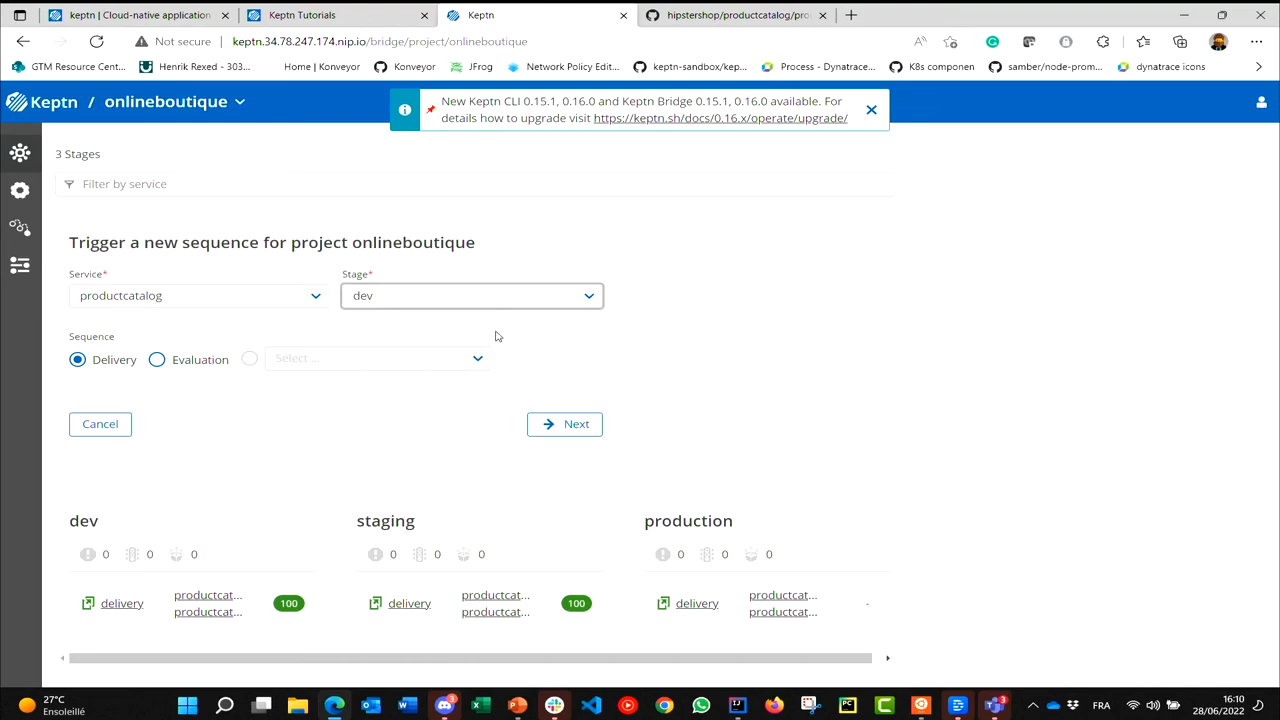 keptn | Cloud-native application
Keptn Tutorials
Keptn
hipstershop/productcatalog/pro
Not secure
keptn.34.78.247.174.nip.io/bridge/project/onlineboutique
GTM Resource Cent...
Henrik Rexed - 303...
Home | Konveyor
Konveyor
JFrog
Network Policy Edit...
keptn-sandbox/kep...
Process - Dynatrace...
K8s componen
samber/node-prom...
dynatrace icons
Keptn / onlineboutique
New Keptn CLI 0.15.1, 0.16.0 and Keptn Bridge 0.15.1, 0.16.0 available. For
details how to upgrade visit https://keptn.sh/docs/0.16.x/operate/upgrade/
3 Stages
Filter by service
Trigger a new sequence for project onlineboutique
Service*
Stage*
productcatalog
dev
Sequence
Delivery
Evaluation
Select ...
Cancel
Next
dev
staging
production
0 0 0
0 0 0
0 0 0
delivery
productcat...
productcat...
100
delivery
productcat...
productcat...
100
delivery
productcat...
productcat...
-
27°C
Ensoleillé
3
3
FRA
16:10
28/06/2022